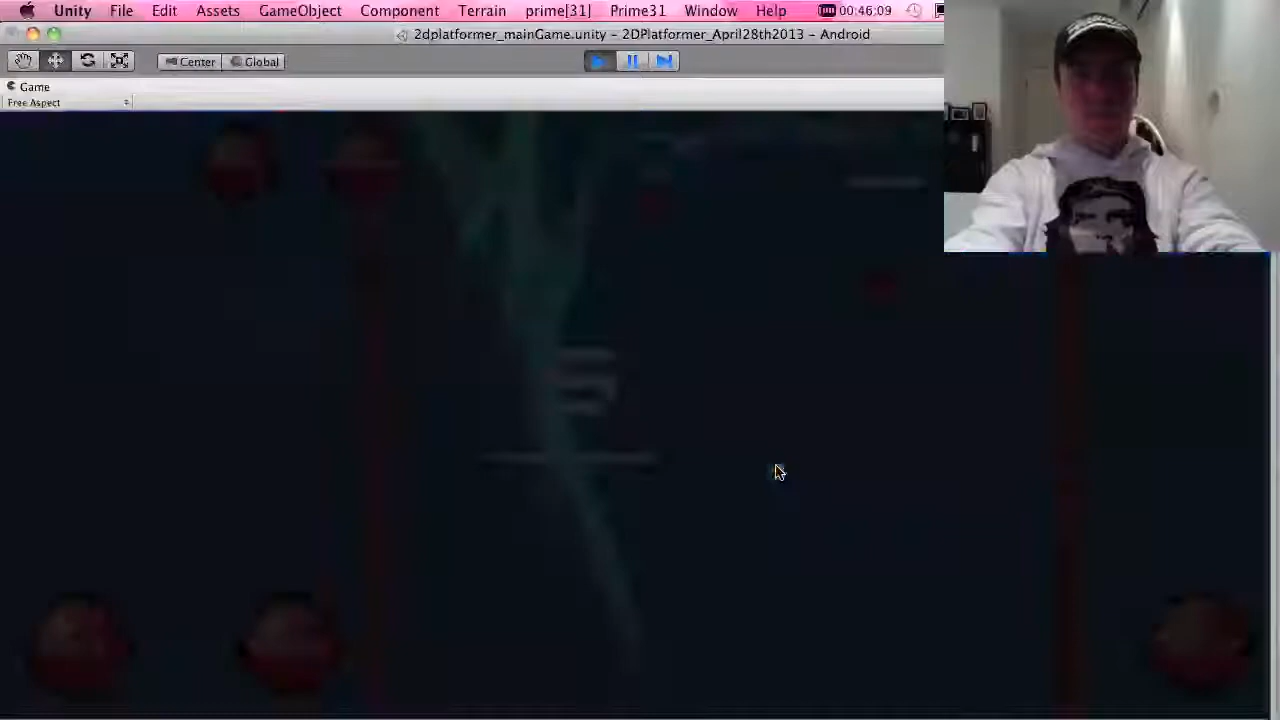 Unity File Edit Assets GameObject Component Terrain prime[31] Prime31 Window Help 00:46:09
2dplatformer_mainGame.unity – 2DPlatformer_April28th2013 – Android
Center Global
Game
Free Aspect
5